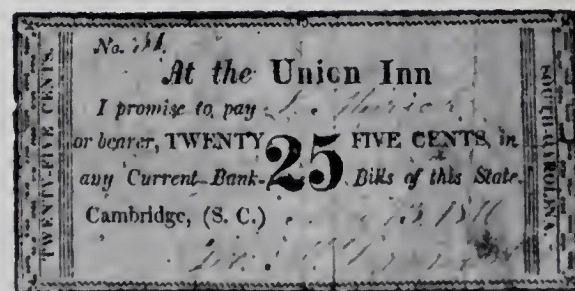 TWENTY-FIVE CENTS.
No.
At the Union Inn
I promise to pay
or bearer, TWENTY FIVE CENTS, in
25
any Current Bank-Bills of this State.
Cambridge, (S. C.)
SOUTH-CAROLINA.